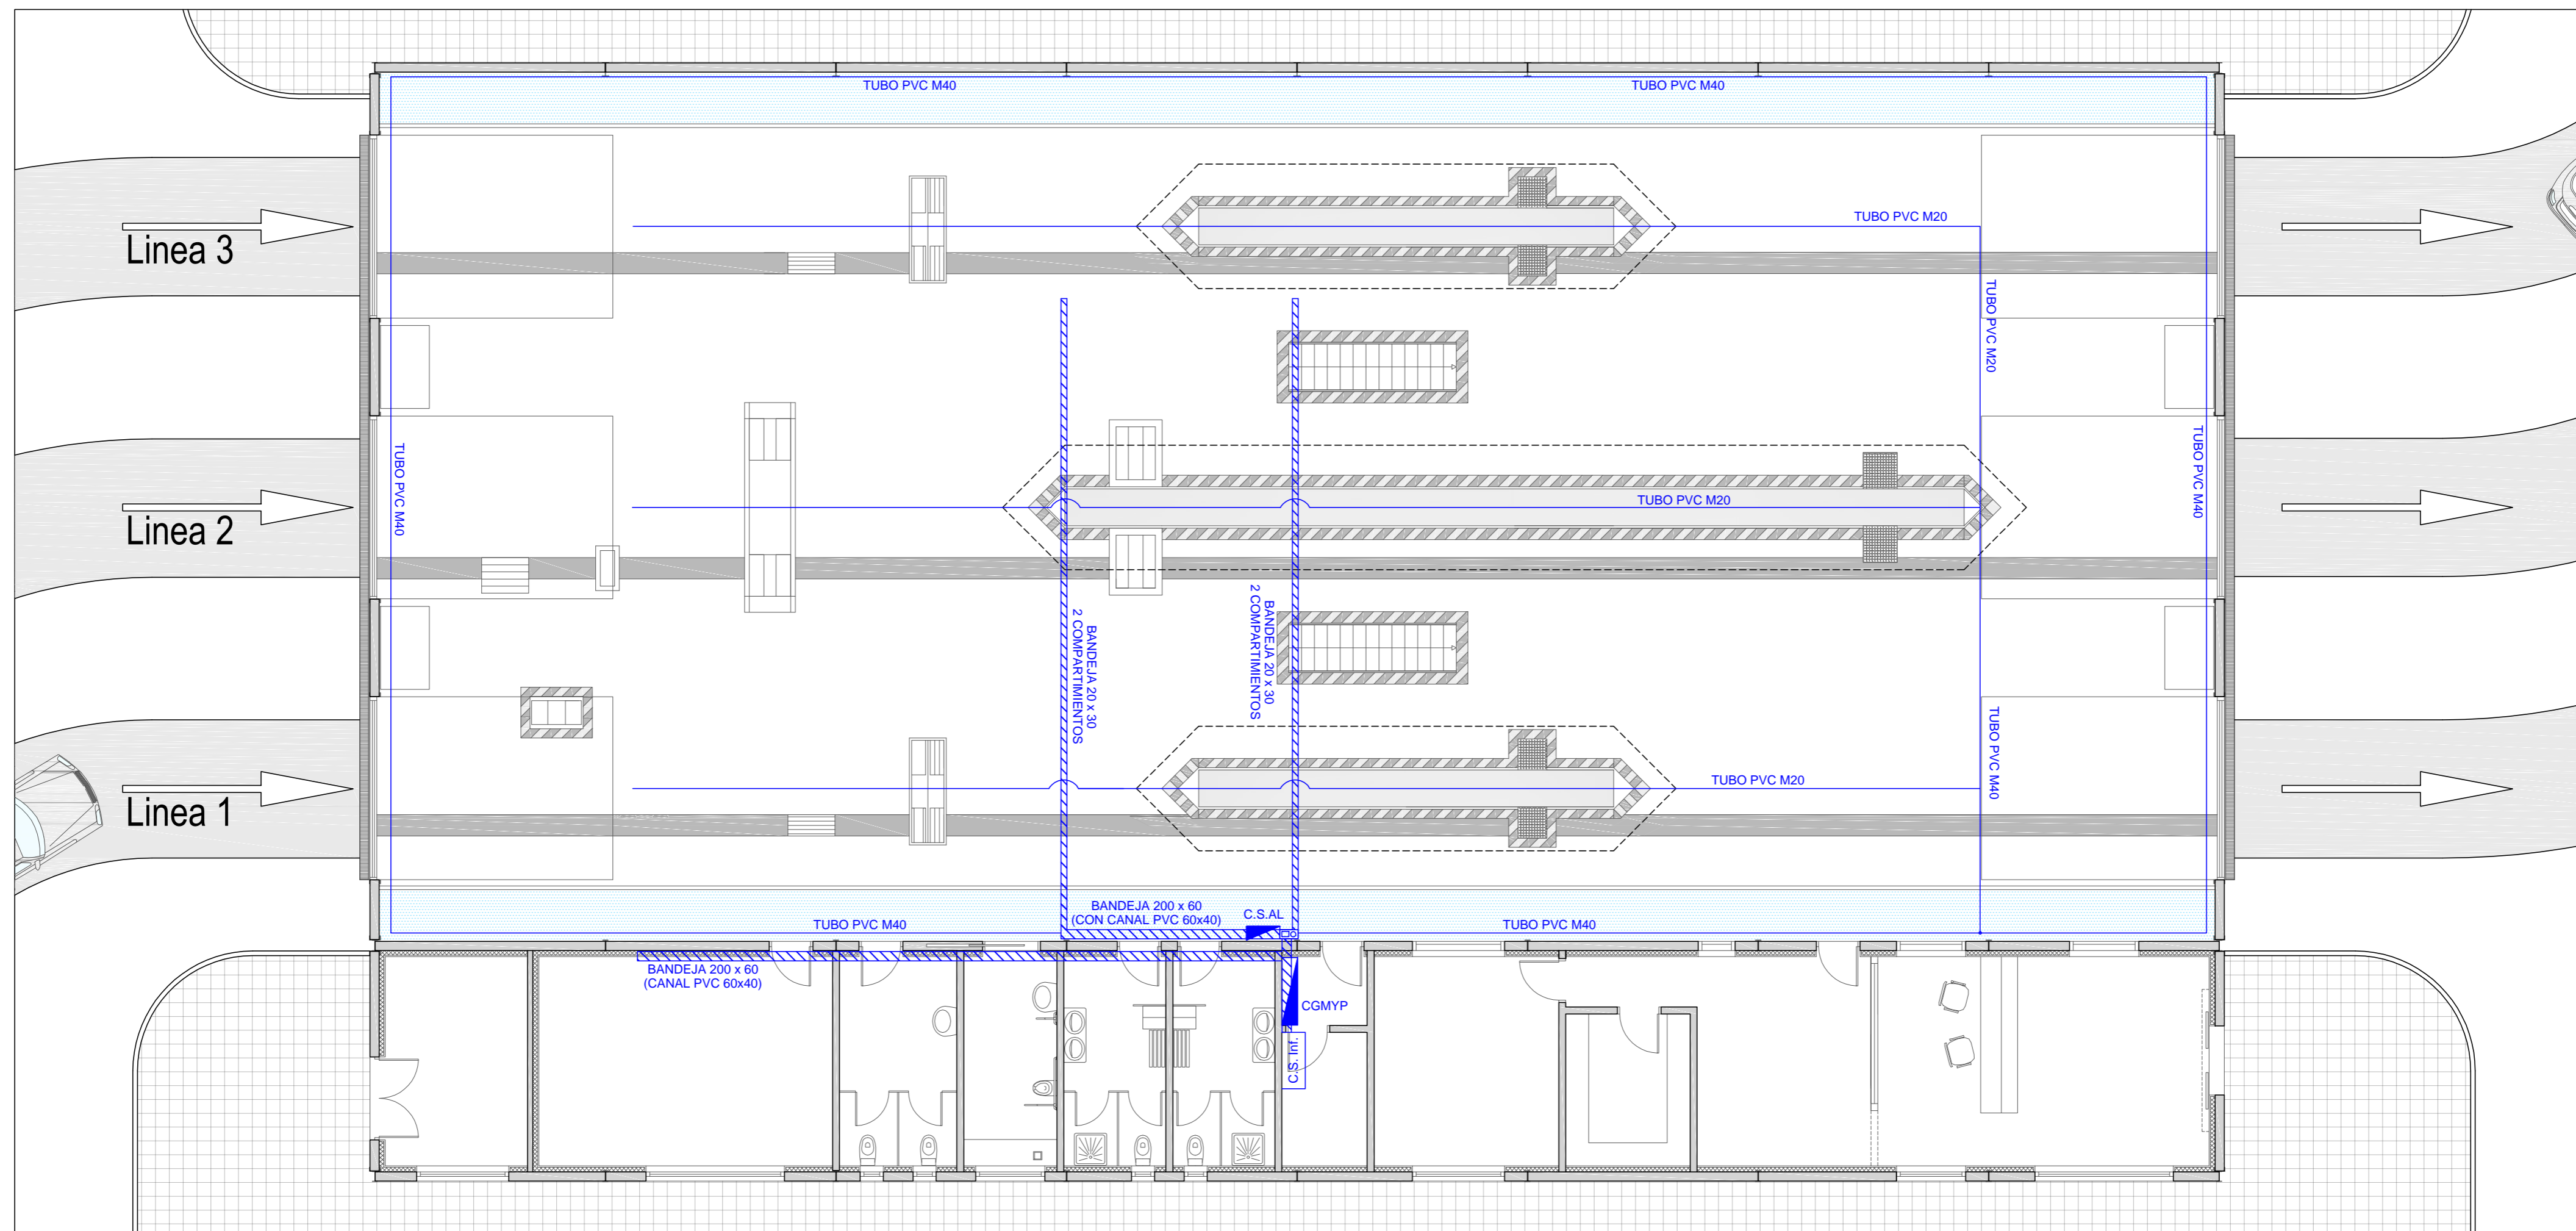 TUBO PVC M40
TUBO PVC M40
TUBO PVC M20
Linea 3
TUBO PVC M20
TUBO PVC M40
TUBO PVC M40
TUBO PVC M20
Linea 2
BANDEJA 20 x 30
2 COMPARTIMIENTOS
BANDEJA 20 x 30
2 COMPARTIMIENTOS
TUBO PVC M40
TUBO PVC M20
Linea 1
BANDEJA 200 x 60
(CON CANAL PVC 60x40)
C.S.AL
TUBO PVC M40
TUBO PVC M40
BANDEJA 200 x 60
(CANAL PVC 60x40)
CGMYP
C.S. Inf.